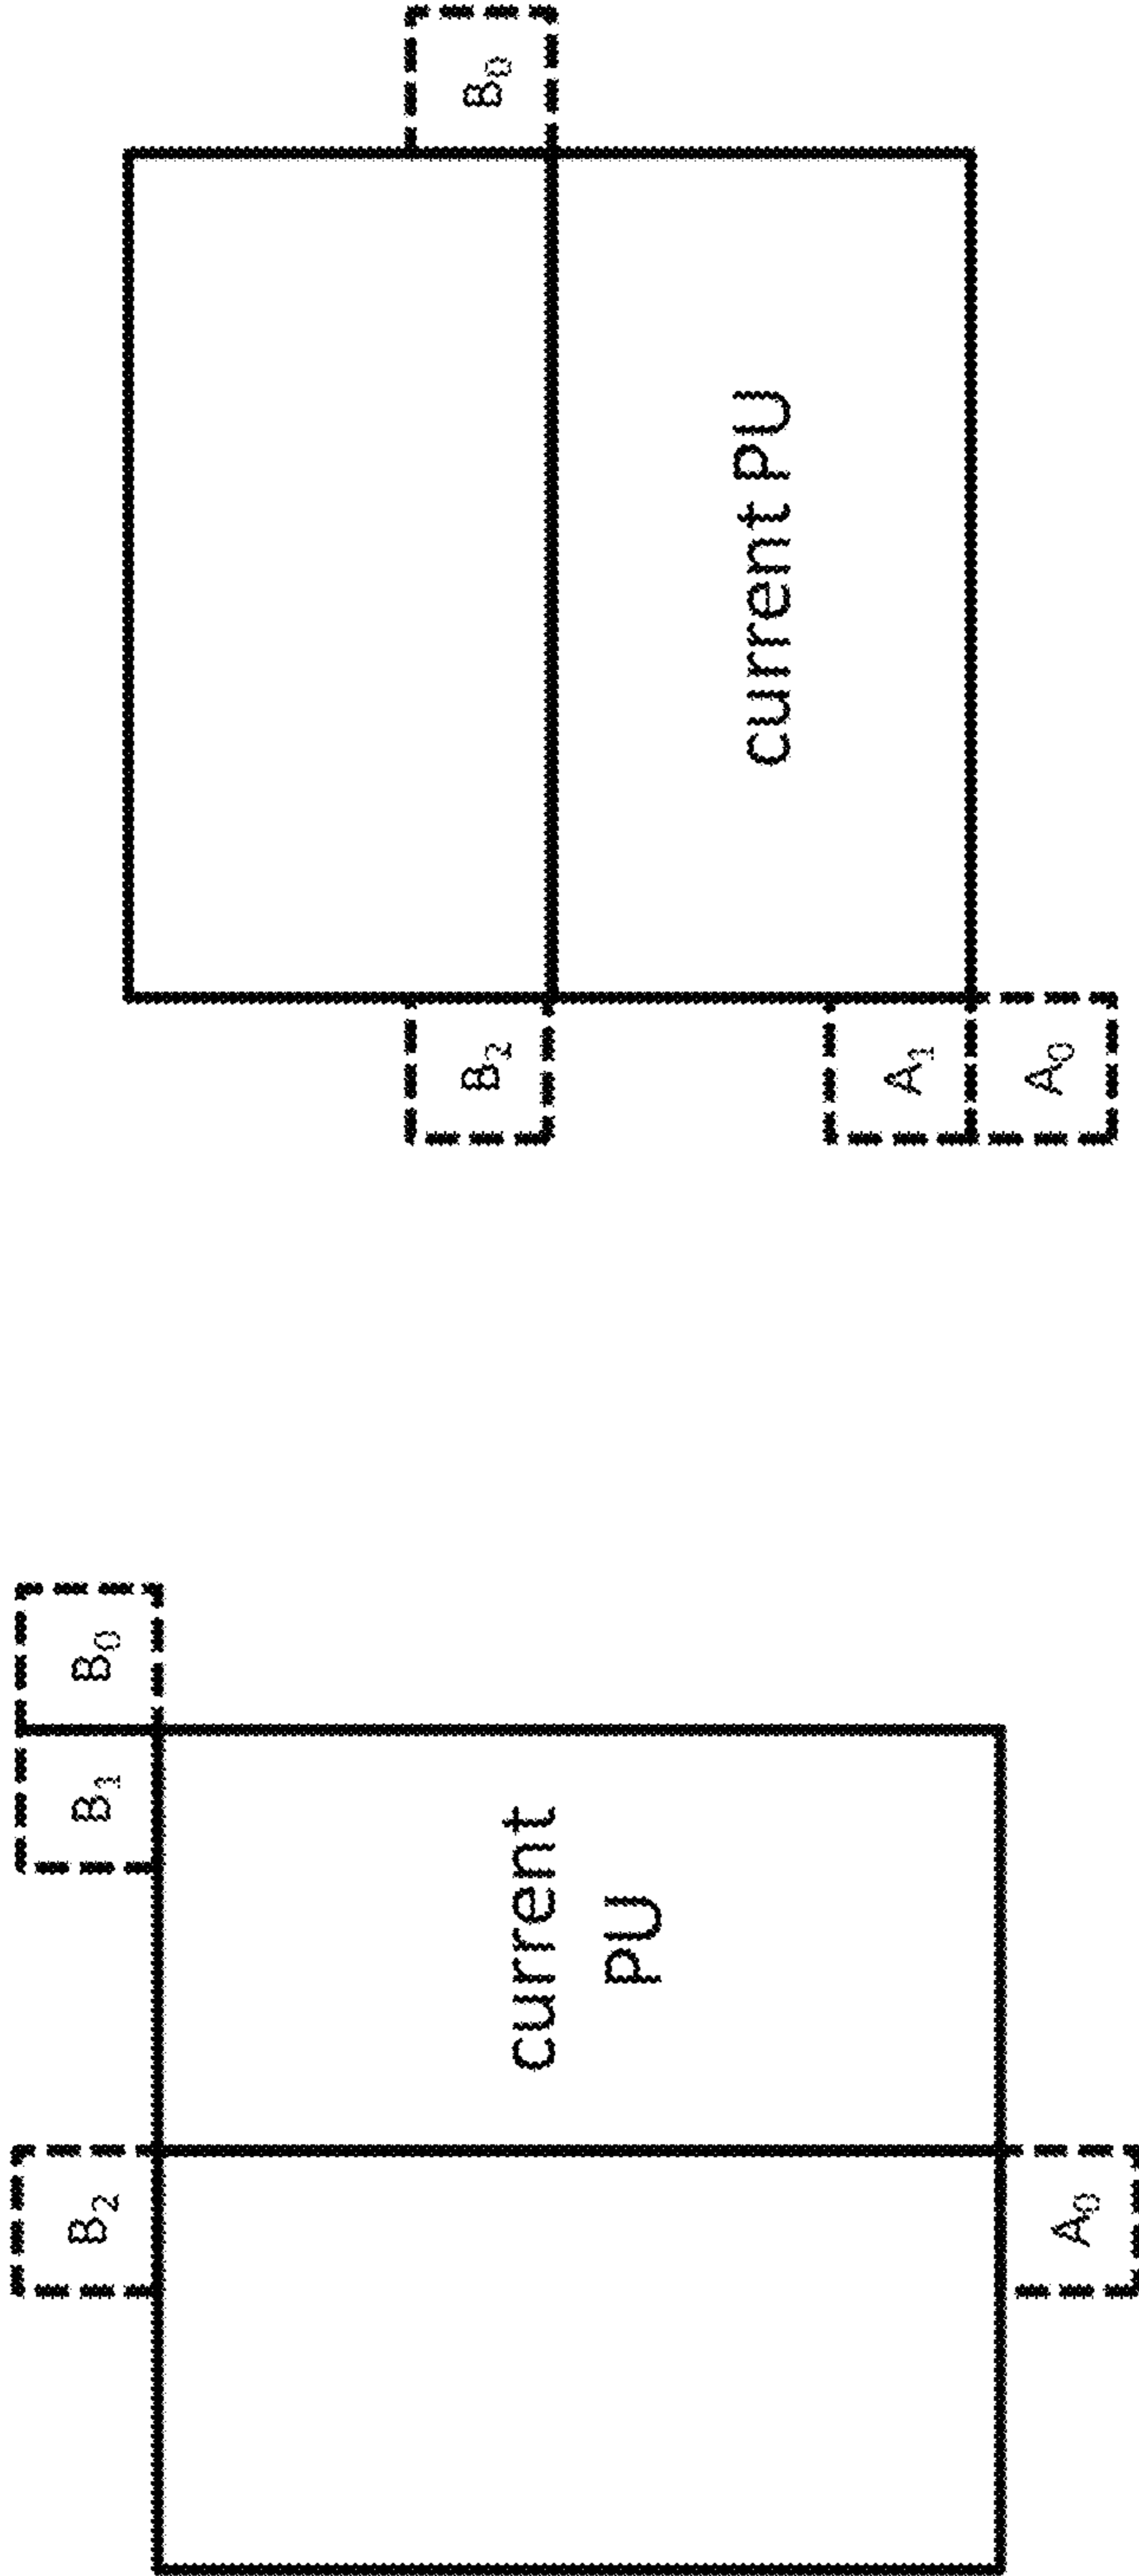 B₂
B₁
B₀
current
PU
A₀
B₂
B₀
current PU
A₁
A₀